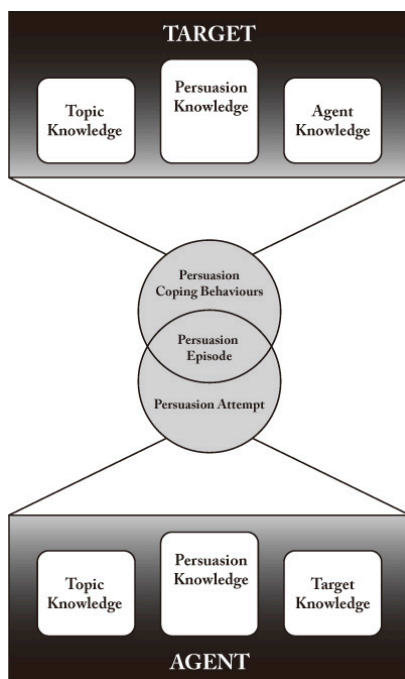 TARGET
Topic
Knowledge
Persuasion
Knowledge
Agent
Knowledge
Persuasion
Coping Behaviours
Persuasion
Episode
Persuasion Attempt
Topic
Knowledge
Persuasion
Knowledge
Target
Knowledge
AGENT